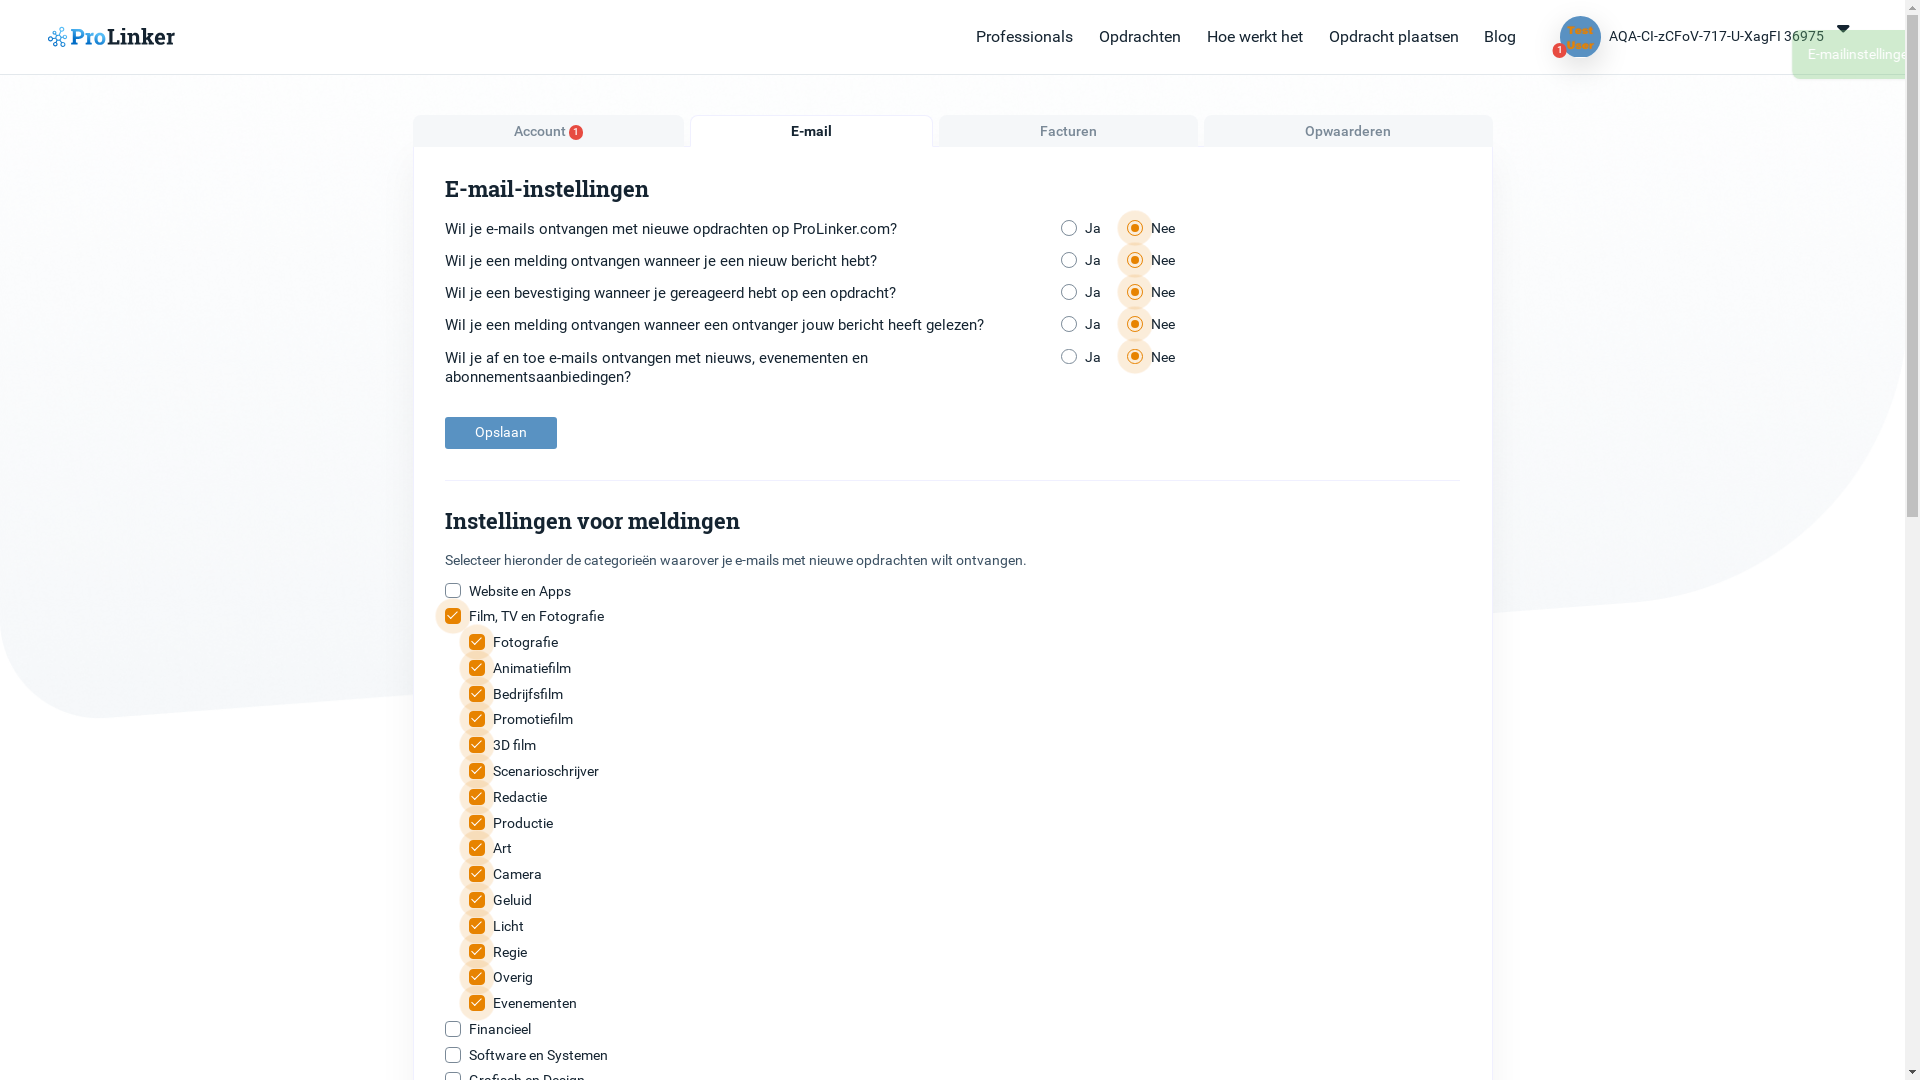 ProLinker
Professionals
Opdrachten
Hoe werkt het
Opdracht plaatsen
Blog
Test
User
1
AQA-CI-zCFoV-717-U-XagFI 36975
Account 1
E-mail
Facturen
Opwaarderen
E-mail-instellingen
Wil je e-mails ontvangen met nieuwe opdrachten op ProLinker.com? Ja Nee
Wil je een melding ontvangen wanneer je een nieuw bericht hebt? Ja Nee
Wil je een bevestiging wanneer je gereageerd hebt op een opdracht? Ja Nee
Wil je een melding ontvangen wanneer een ontvanger jouw bericht heeft gelezen? Ja Nee
Wil je af en toe e-mails ontvangen met nieuws, evenementen en Ja Nee
abonnementsaanbiedingen?
Opslaan
Instellingen voor meldingen
Selecteer hieronder de categorieën waarover je e-mails met nieuwe opdrachten wilt ontvangen.
Website en Apps
Film, TV en Fotografie
Fotografie
Animatiefilm
Bedrijfsfilm
Promotiefilm
3D film
Scenarioschrijver
Redactie
Productie
Art
Camera
Geluid
Licht
Regie
Overig
Evenementen
Financieel
Software en Systemen
Grafisch en Design